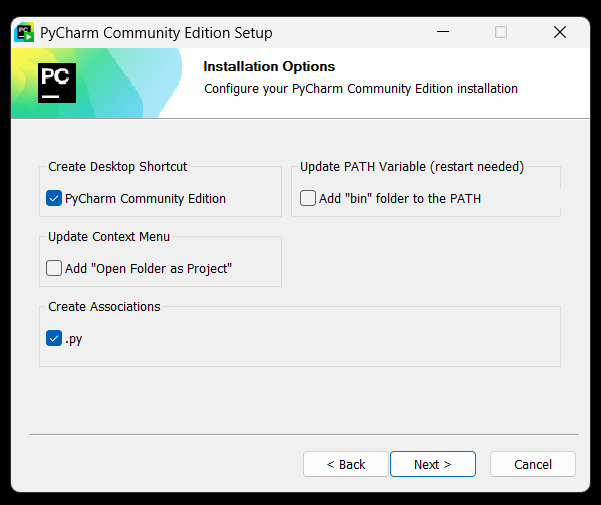 PyCharm Community Edition Setup
PC
Installation Options
Configure your PyCharm Community Edition installation
Create Desktop Shortcut
PyCharm Community Edition
Update PATH Variable (restart needed)
Add "bin" folder to the PATH
Update Context Menu
Add "Open Folder as Project"
Create Associations
.py
< Back
Next >
Cancel